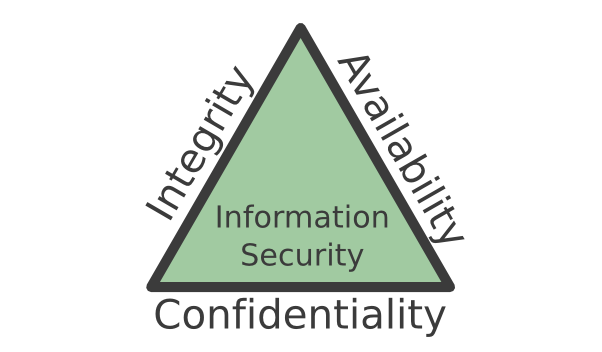 Integrity
Availability
Information
Security
Confidentiality